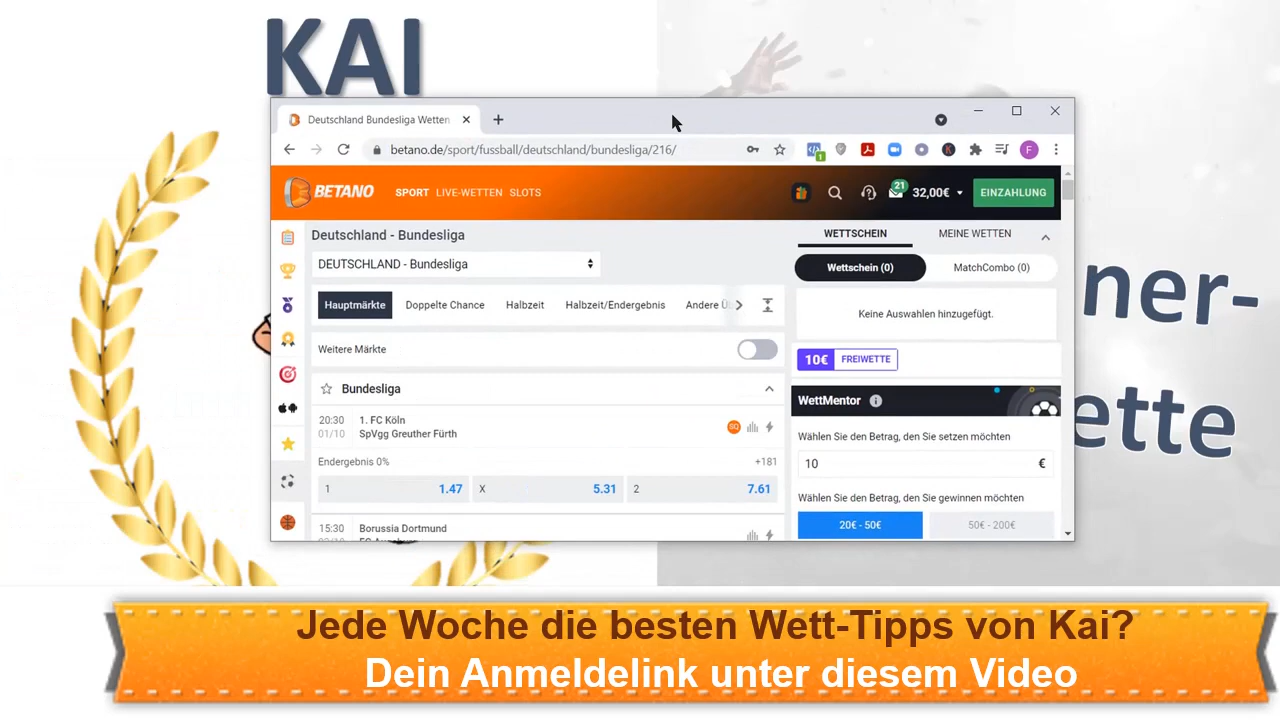 KAI
Deutschland Bundesliga Wetten
betano.de/sport/fussball/deutschland/bundesliga/216/
1
F
BETANO
SPORT LIVE-WETTEN SLOTS
21
32,00€
EINZAHLUNG
Deutschland - Bundesliga
DEUTSCHLAND - Bundesliga
Hauptmärkte Doppelte Chance Halbzeit Halbzeit/Endergebnis Andere
Weitere Märkte
Bundesliga
20:30 1. FC Köln
01/10 SpVgg Greuther Fürth
SO
Endergebnis 0% +181
1 1.47 X 5.31 2 7.61
15:30 Borussia Dortmund
WETTSCHEIN MEINE WETTEN
Wettschein (0) MatchCombo (0)
Keine Auswahlen hinzugefügt.
10€ FREIWETTE
WettMentor
Wählen Sie den Betrag, den Sie setzen möchten
10 €
Wählen Sie den Betrag, den Sie gewinnen möchten
20€ - 50€ 50€ - 200€
ner-
ette
Jede Woche die besten Wett-Tipps von Kai?
Dein Anmeldelink unter diesem Video